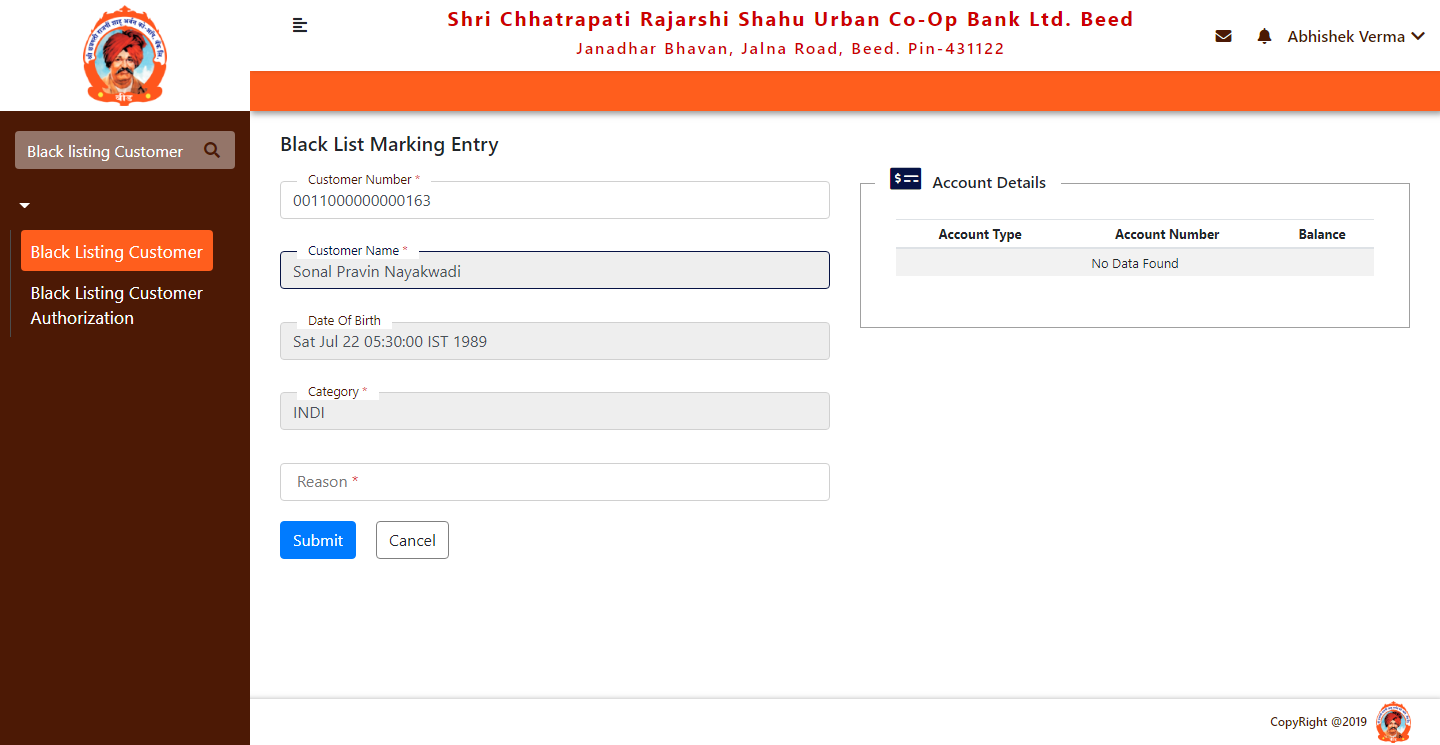 Shri Chhatrapati Rajarshi Shahu Urban Co-Op Bank Ltd. Beed
Janadhar Bhavan, Jalna Road, Beed. Pin-431122
Abhishek Verma
बीड
Black listing Customer
Black Listing Customer
Black Listing Customer
Authorization
Black List Marking Entry
Customer Number *
0011000000000163
Customer Name *
Sonal Pravin Nayakwadi
Date Of Birth
Sat Jul 22 05:30:00 IST 1989
Category *
INDI
Reason *
Submit
Cancel
Account Details
Account Type Account Number Balance
No Data Found
CopyRight @2019